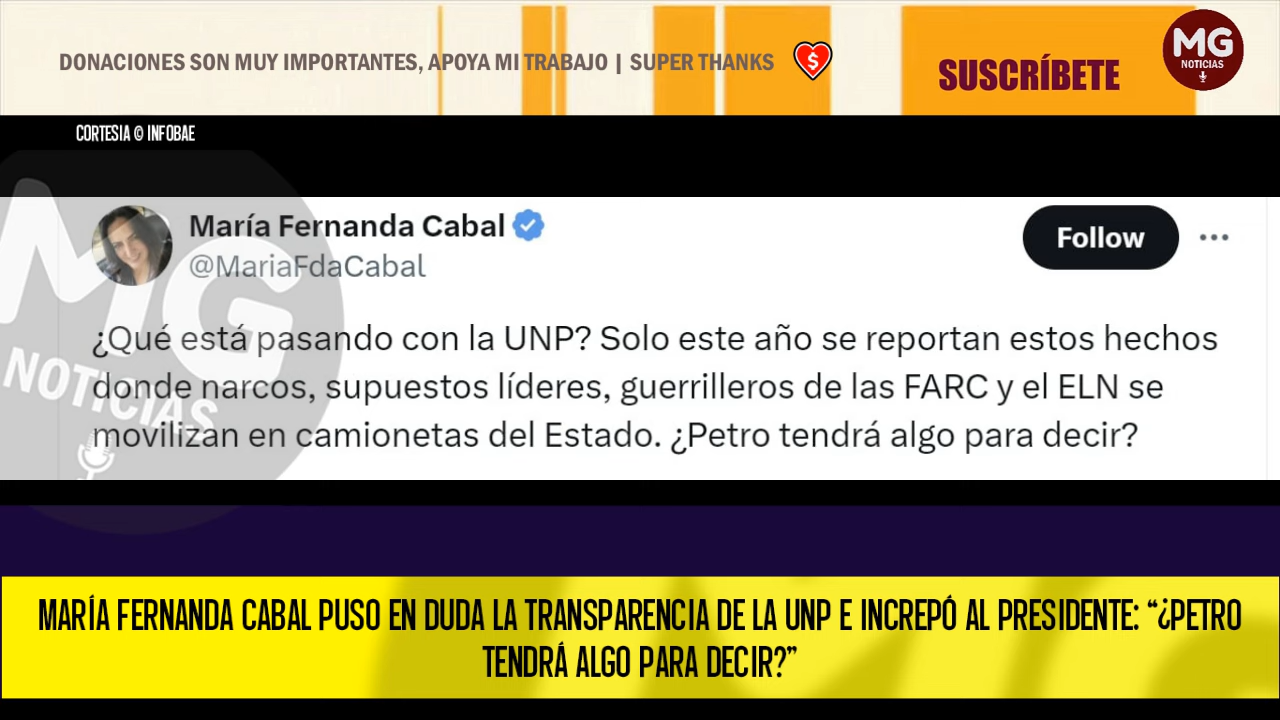 DONACIONES SON MUY IMPORTANTES, APOYA MI TRABAJO | SUPER THANKS
$
SUSCRÍBETE
MG
NOTICIAS
CORTESIA © INFOBAE
María Fernanda Cabal
@MariaFdaCabal
Follow
¿Qué está pasando con la UNP? Solo este año se reportan estos hechos
donde narcos, supuestos líderes, guerrilleros de las FARC y el ELN se
movilizan en camionetas del Estado. ¿Petro tendrá algo para decir?
MG
NOTICIAS
MARÍA FERNANDA CABAL PUSO EN DUDA LA TRANSPARENCIA DE LA UNP E INCREPÓ AL PRESIDENTE: “¿PETRO
TENDRÁ ALGO PARA DECIR?”